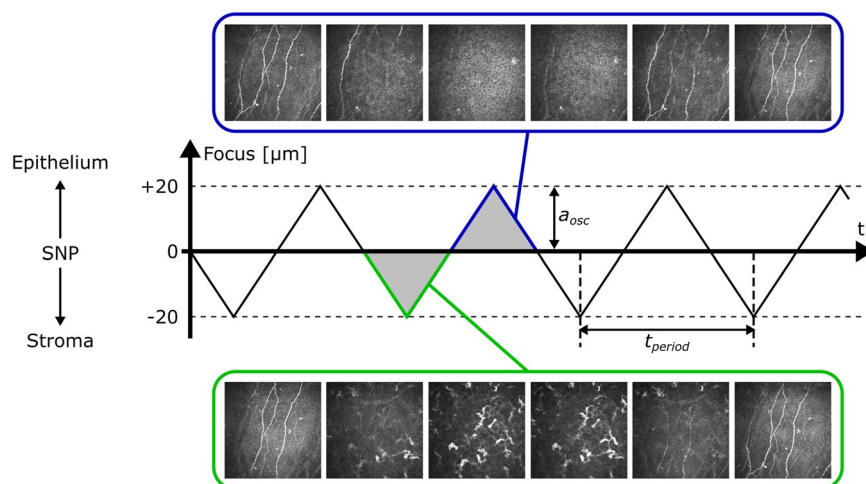 Focus [µm]
Epithelium
+20
a_osc
t
SNP
0
-20
Stroma
t_period